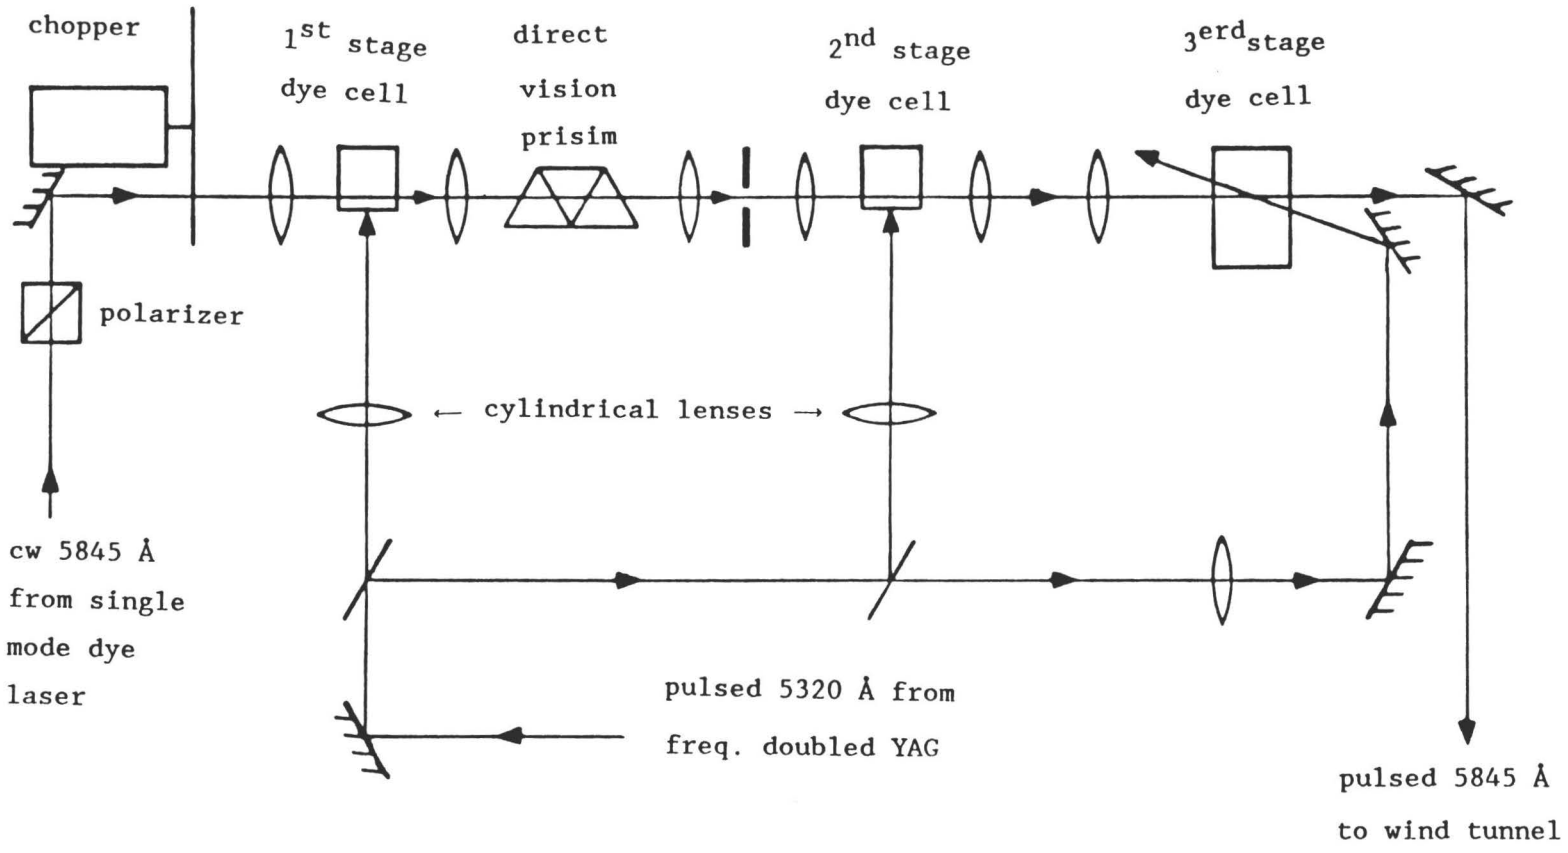 chopper
1st stage
dye cell
direct
vision
prisim
2nd stage
dye cell
3erd stage
dye cell
polarizer
← cylindrical lenses →
cw 5845 Å
from single
mode dye
laser
pulsed 5320 Å from
freq. doubled YAG
pulsed 5845 Å
to wind tunnel